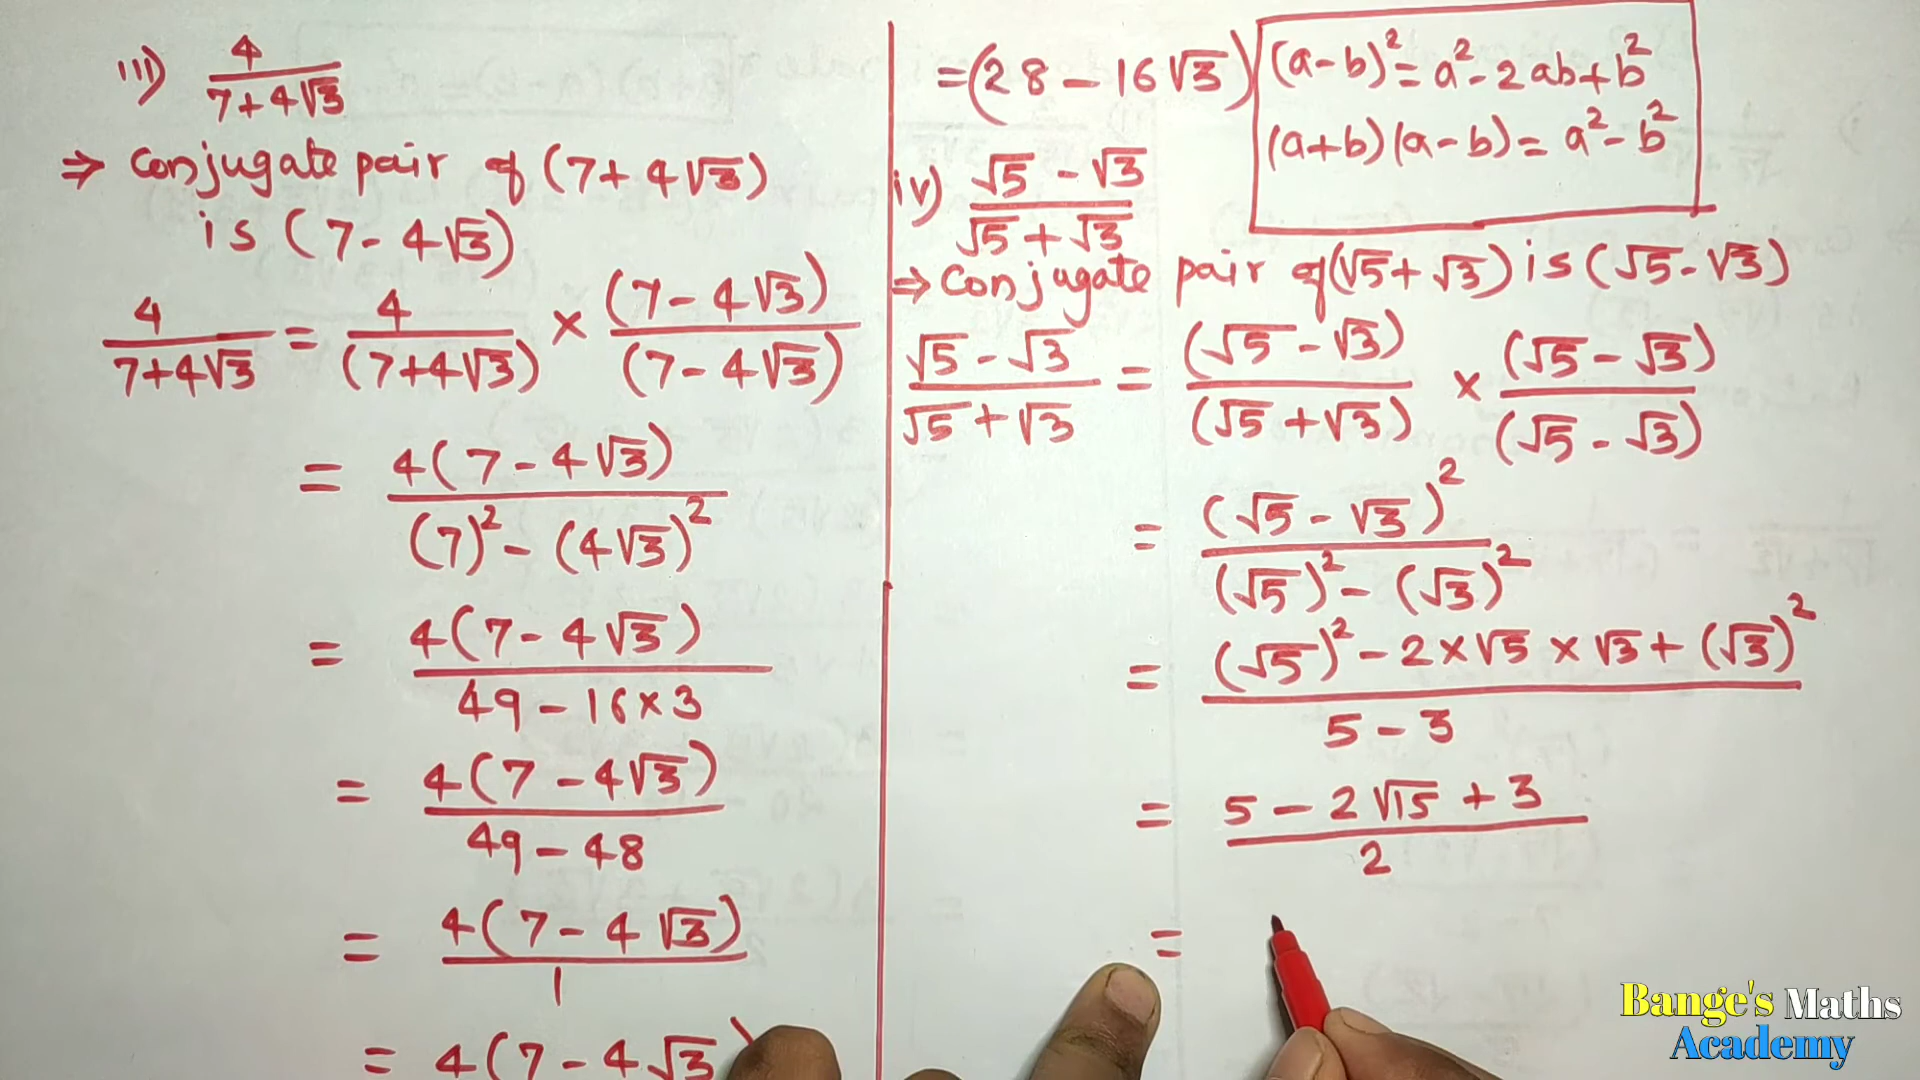 iii) 4/(7+4√3)
⇒ Conjugate pair of (7+4√3)
is (7-4√3)
4/(7+4√3) = 4/(7+4√3) × (7-4√3)/(7-4√3)
= 4(7-4√3)/((7)²-(4√3)²)
= 4(7-4√3)/(49-16×3)
= 4(7-4√3)/(49-48)
= 4(7-4√3)/1
= 4(7-4√3)
=(28-16√3)
(a-b)²=a²-2ab+b²
(a+b)(a-b)=a²-b²
iv) (√5-√3)/(√5+√3)
⇒ Conjugate pair of (√5+√3) is (√5-√3)
(√5-√3)/(√5+√3) = (√5-√3)/(√5+√3) × (√5-√3)/(√5-√3)
= (√5-√3)²/((√5)²-(√3)²)
= ((√5)²-2×√5×√3+(√3)²)/(5-3)
= (5-2√15+3)/2
=
Bange's Maths
Academy